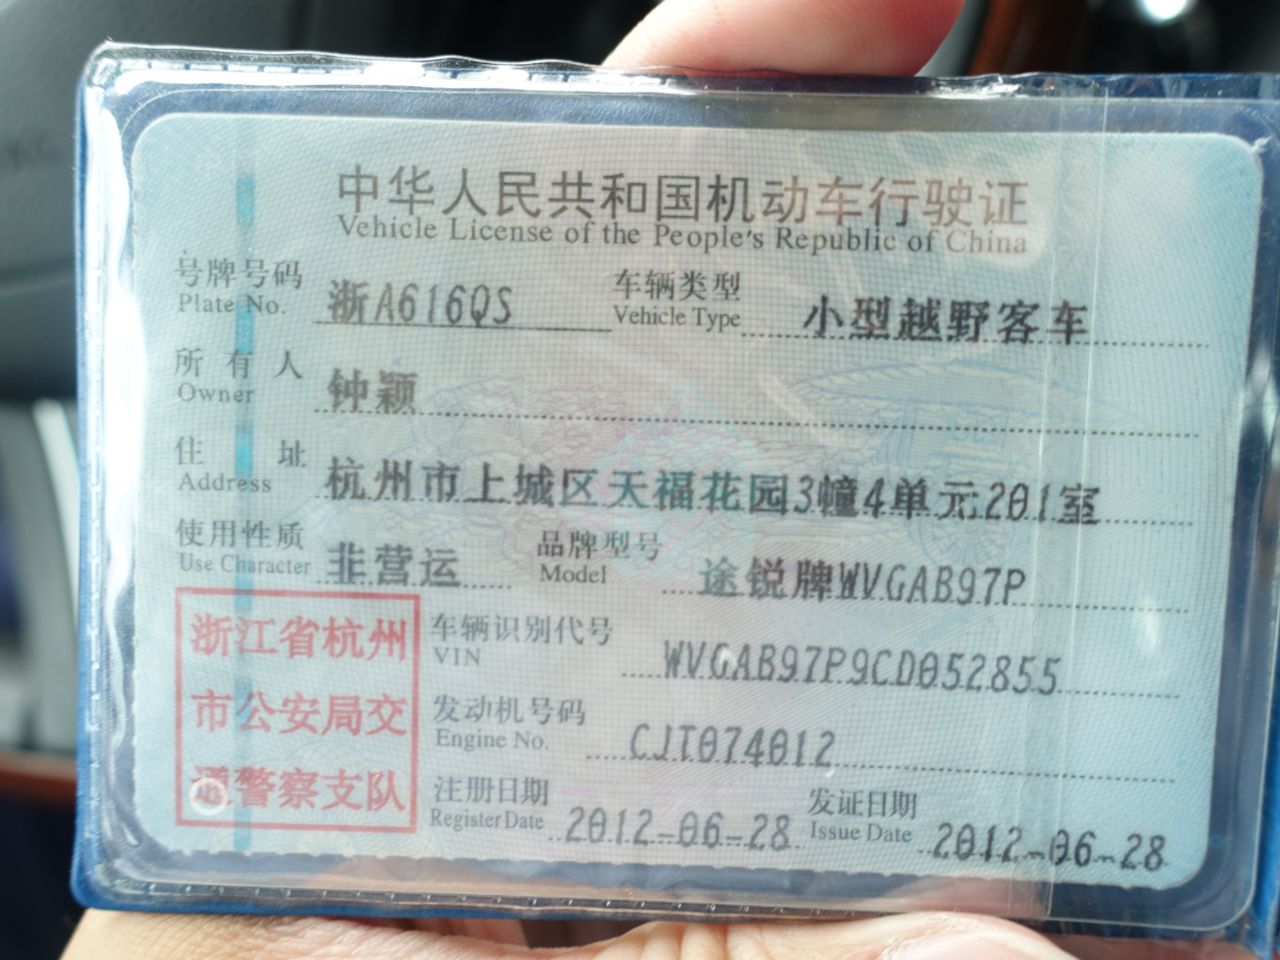 中华人民共和国机动车行驶证
Vehicle License of the People's Republic of China
号牌号码 浙A616QS 车辆类型 小型越野客车
Plate No. Vehicle Type
所有人 钟颖
Owner
住址 杭州市上城区天福花园3幢4单元201室
Address
使用性质 非营运 品牌型号 途锐牌WVGAB97P
Use Character Model
浙江省杭州
市公安局交
通警察支队
车辆识别代号 WVGAB97P9CD052855
VIN
发动机号码 CJT074012
Engine No.
注册日期 2012-06-28 发证日期 2012-06-28
Register Date Issue Date